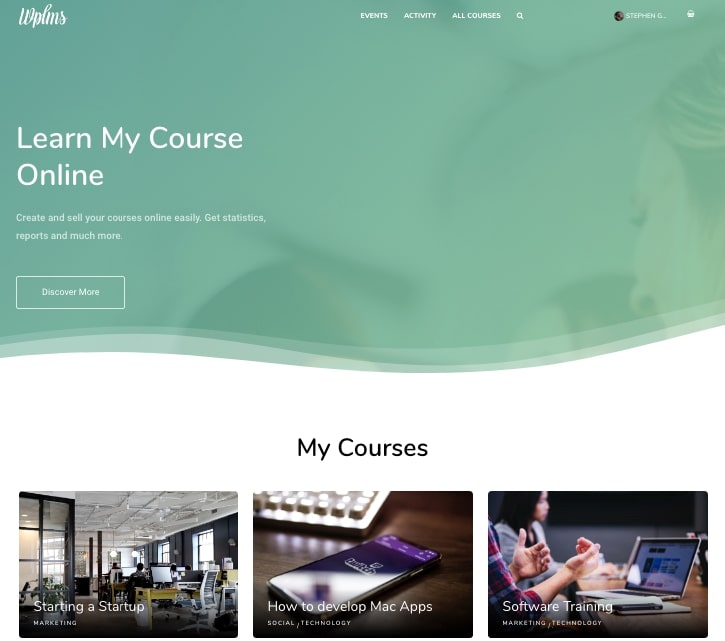 Wplms
EVENTS ACTIVITY ALL COURSES
STEPHEN G..
Learn My Course
Online
Create and sell your courses online easily. Get statistics,
reports and much more.
Discover More
My Courses
Starting a Startup
MARKETING
How to develop Mac Apps
SOCIAL / TECHNOLOGY
Software Training
MARKETING / TECHNOLOGY